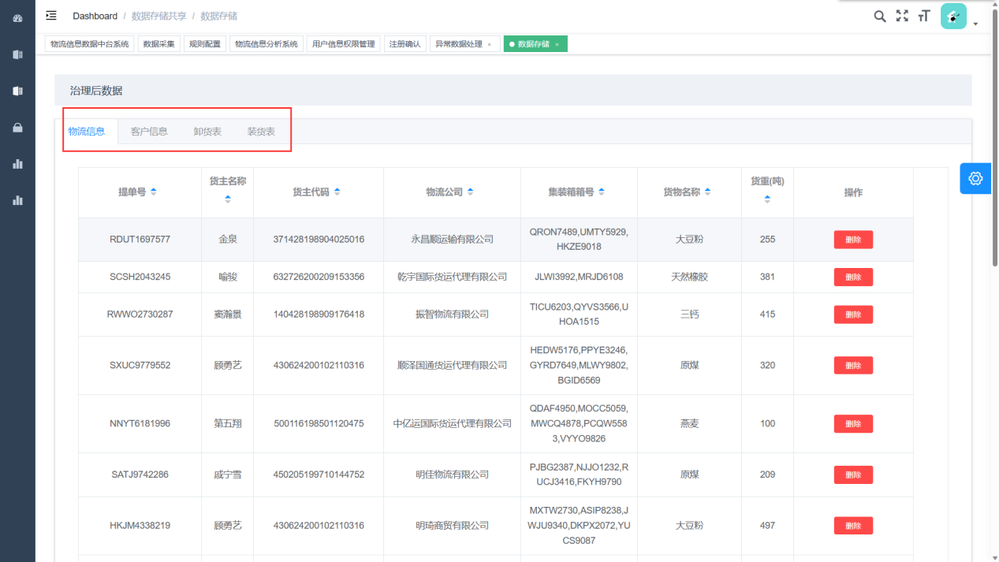 Dashboard / 数据存储共享 / 数据存储
物流信息数据中台系统 数据采集 规则配置 物流信息分析系统 用户信息权限管理 注册确认 异常数据处理 × 数据存储 ×
治理后数据
物流信息 客户信息 卸货表 装货表
提单号 货主名称 货主代码 物流公司 集装箱箱号 货物名称 货重(吨) 操作
RDUT1697577 金泉 371428198904025016 永昌顺运输有限公司 QRON7489,UMTY5929,
HKZE9018 大豆粉 255 删除
SCSH2043245 喻骏 632726200209153356 乾宇国际货运代理有限公司 JLWI3992,MRJD6108 天然橡胶 381 删除
RWWO2730287 窦瀚景 140428198909176418 振智物流有限公司 TICU6203,QYVS3566,U
HOA1515 三钙 415 删除
SXUC9779552 顾勇艺 430624200102110316 顺泽国通货运代理有限公司 HEDW5176,PPYE3246,
GYRD7649,MLWY9802,
BGID6569 原煤 320 删除
NNYT6181996 第五翔 500116198501120475 中亿运国际货运代理有限公司 QDAF4950,MOCC5059,
MWCQ4878,PCQW558
3,VYYO9826 燕麦 100 删除
SATJ9742286 戚宁雪 450205199710144752 明佳物流有限公司 PJBG2387,NJJO1232,R
UCJ3416,FKYH9790 原煤 209 删除
HKJM4338219 顾勇艺 430624200102110316 明琦商贸有限公司 MXTW2730,ASIP8238,J
WJU9340,DKPX2072,YU
CS9087 大豆粉 497 删除